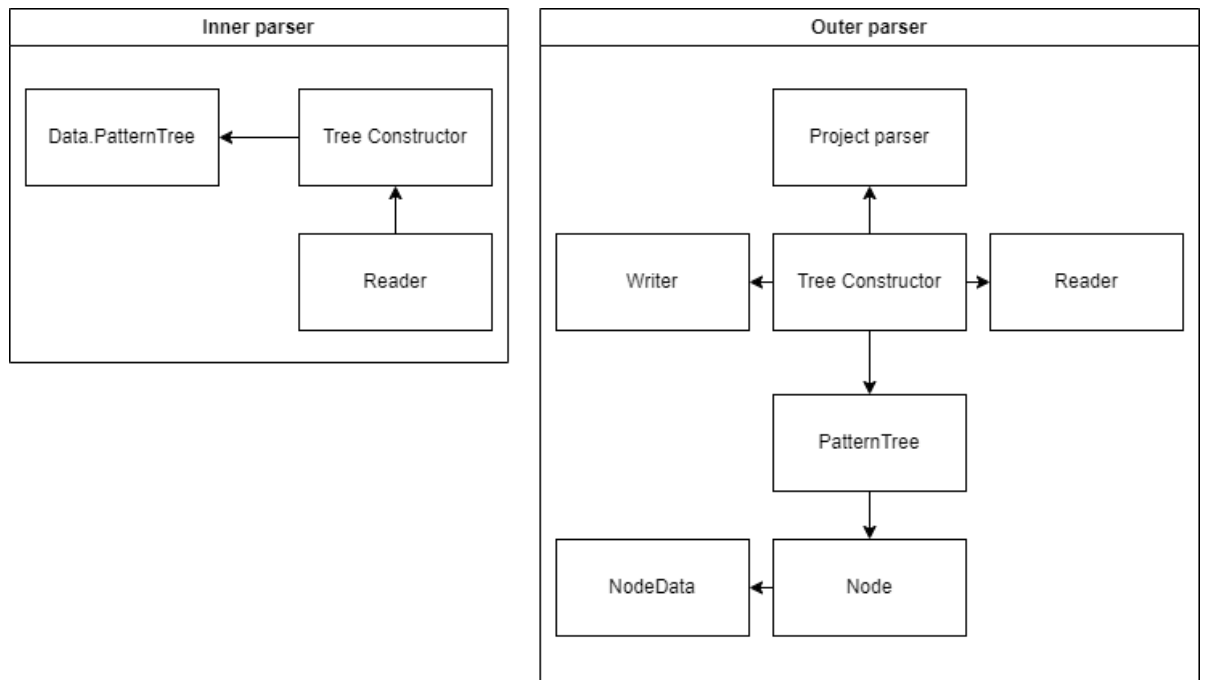 Inner parser
Data.PatternTree
Tree Constructor
Reader
Outer parser
Project parser
Writer
Tree Constructor
Reader
PatternTree
NodeData
Node